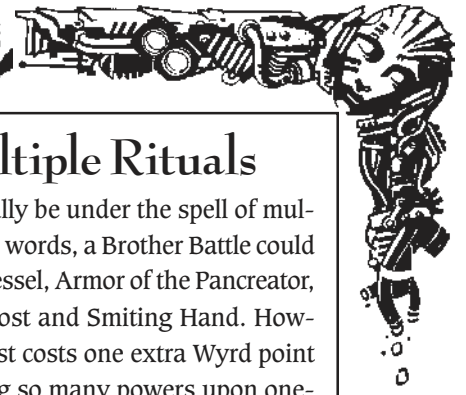 ltiple Rituals
lly be under the spell of mul-
words, a Brother Battle could
essel, Armor of the Pancreator,
ost and Smiting Hand. How-
st costs one extra Wyrd point
g so many powers upon one-